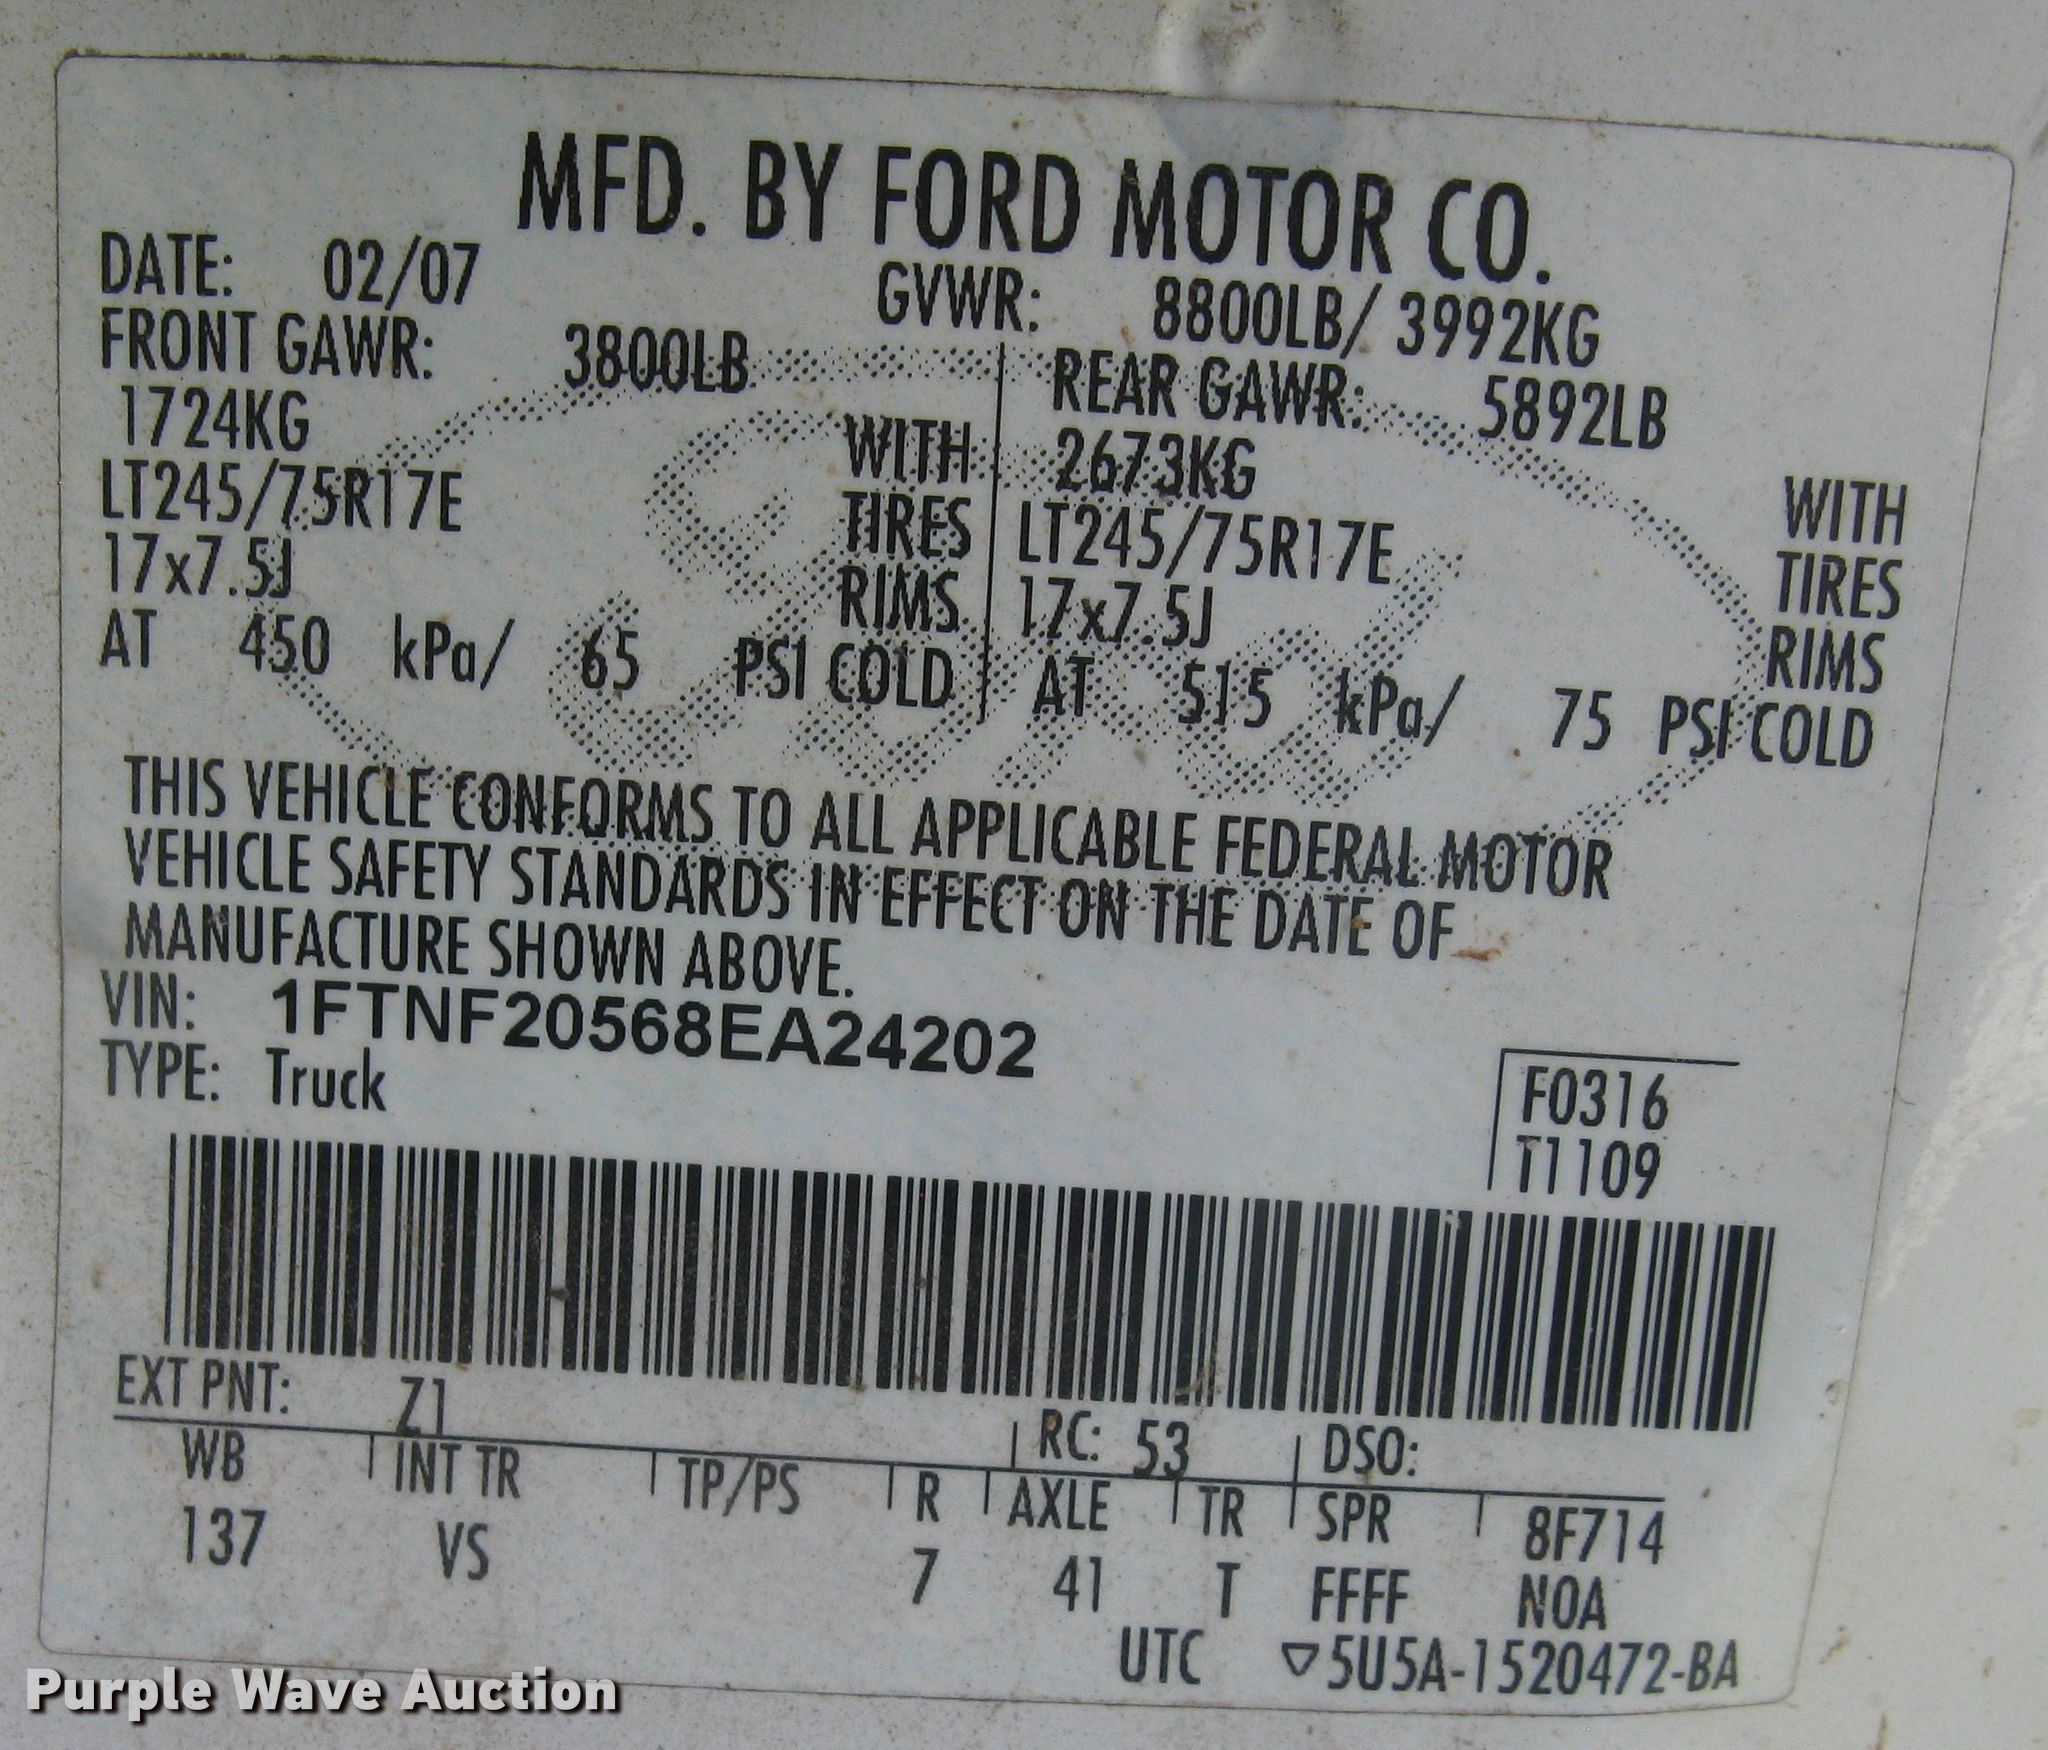 MFD. BY FORD MOTOR CO.
DATE: 02/07 GVWR: 8800LB/ 3992KG
FRONT GAWR: 3800LB REAR GAWR: 5892LB
1724KG WITH 2673KG WITH
LT245/75R17E TIRES LT245/75R17E TIRES
17x7.5J RIMS 17x7.5J RIMS
AT 450 kPa/ 65 PSI COLD AT 515 kPa/ 75 PSI COLD
THIS VEHICLE CONFORMS TO ALL APPLICABLE FEDERAL MOTOR
VEHICLE SAFETY STANDARDS IN EFFECT ON THE DATE OF
MANUFACTURE SHOWN ABOVE.
VIN: 1FTNF20568EA24202
TYPE: Truck
F0316
T1109
EXT PNT: Z1 RC: 53 DSO:
WB INT TR TP/PS R AXLE TR SPR 8F714
137 VS 7 41 T FFFF NOA
UTC ▽5U5A-1520472-BA
Purple Wave Auction